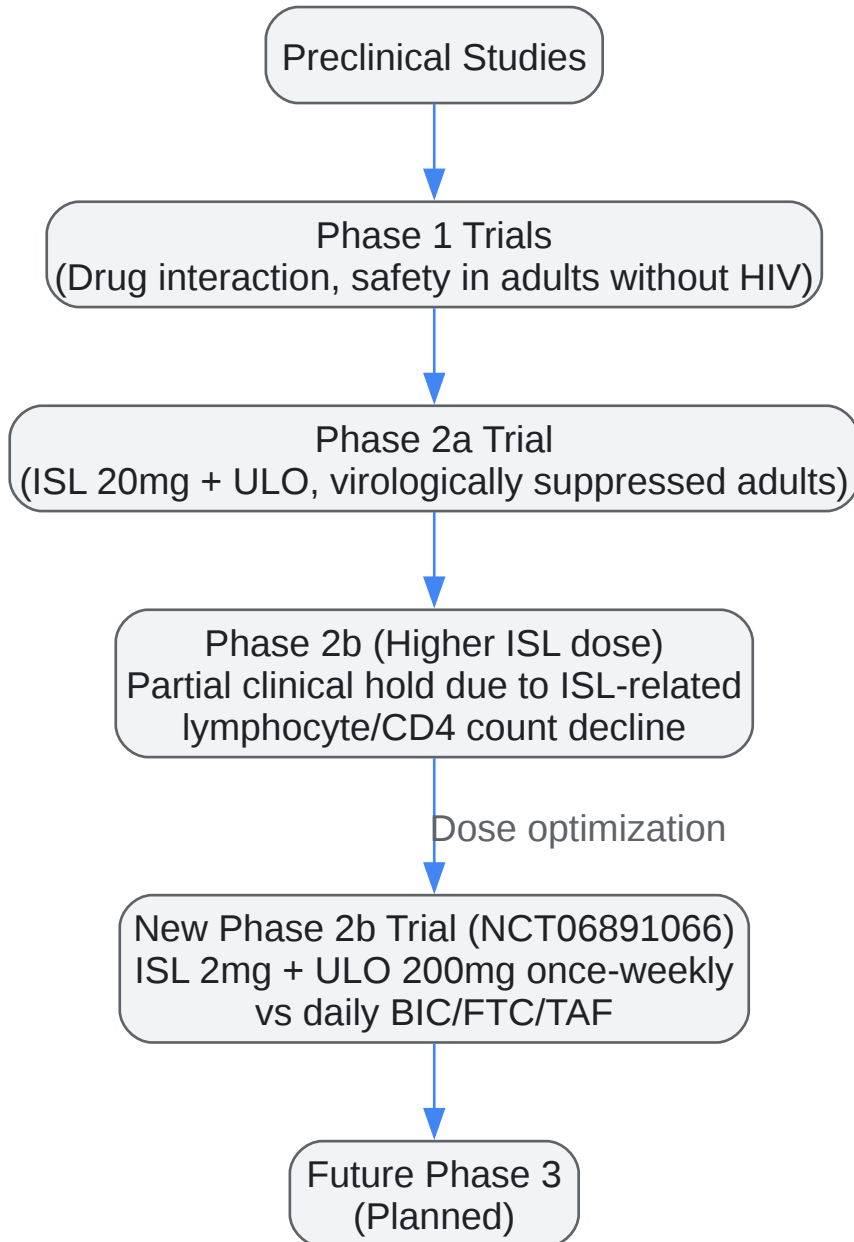 Preclinical Studies
Phase 1 Trials
(Drug interaction, safety in adults without HIV)
Phase 2a Trial
(ISL 20mg + ULO, virologically suppressed adults)
Phase 2b (Higher ISL dose)
Partial clinical hold due to ISL-related
lymphocyte/CD4 count decline
Dose optimization
New Phase 2b Trial (NCT06891066)
ISL 2mg + ULO 200mg once-weekly
vs daily BIC/FTC/TAF
Future Phase 3
(Planned)